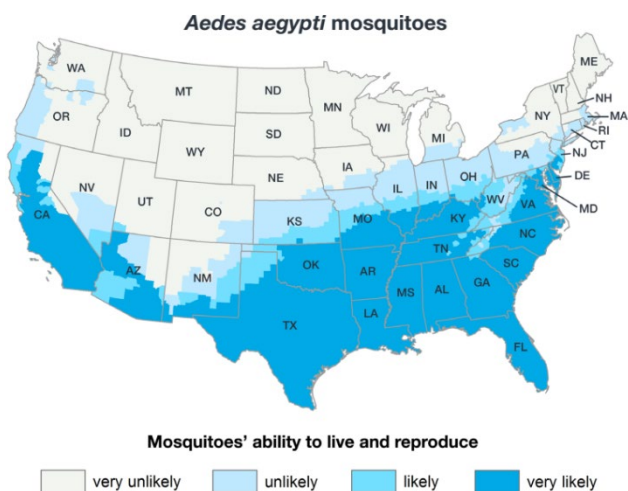 Aedes aegypti mosquitoes
WA
MT
ND
MN
ME
VT
NH
MA
RI
CT
NY
WI
MI
OR
ID
SD
WY
IA
NE
PA
NJ
DE
MD
OH
IN
IL
NV
UT
CO
KS
MO
KY
WV
VA
CA
AZ
NM
OK
AR
TN
NC
SC
MS
AL
GA
LA
TX
FL
Mosquitoes’ ability to live and reproduce
very unlikely unlikely likely very likely